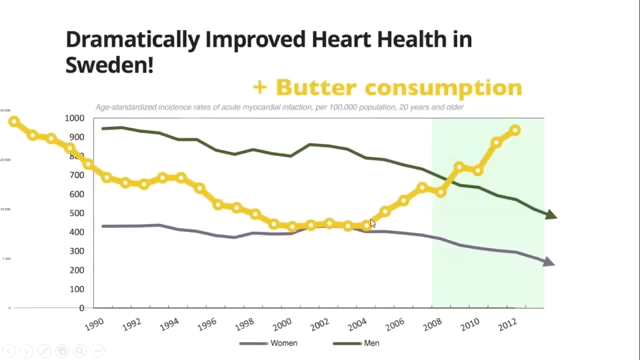 Dramatically Improved Heart Health in
Sweden!
+ Butter consumption
Age-standardized incidence rates of acute myocardial infaction, per 100,000 population, 20 years and older
1000
900
800
700
600
500
400
300
200
100
0
1990 1992 1994 1996 1998 2000 2002 2004 2006 2008 2010 2012
Women Men